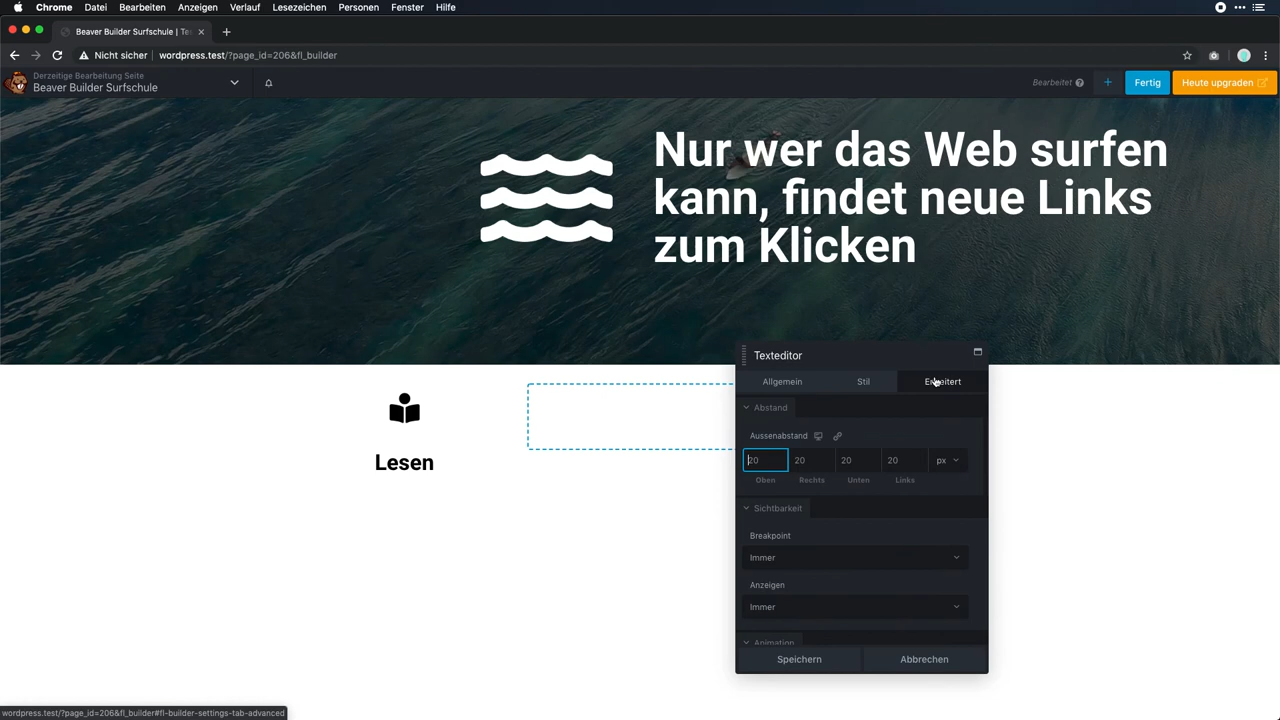 Chrome Datei Bearbeiten Anzeigen Verlauf Lesezeichen Personen Fenster Hilfe
Beaver Builder Surfschule | Tes
Nicht sicher wordpress.test/?page_id=206&fl_builder
Derzeitige Bearbeitung Seite
Beaver Builder Surfschule
Bearbeitet
Fertig
Heute upgraden
Nur wer das Web surfen
kann, findet neue Links
zum Klicken
Lesen
Texteditor
Allgemein Stil Erweitert
Abstand
Aussenabstand
20 20 20 20 px
Oben Rechts Unten Links
Sichtbarkeit
Breakpoint
Immer
Anzeigen
Immer
Animation
Speichern Abbrechen
wordpress.test/?page_id=206&fl_builder#fl-builder-settings-tab-advanced